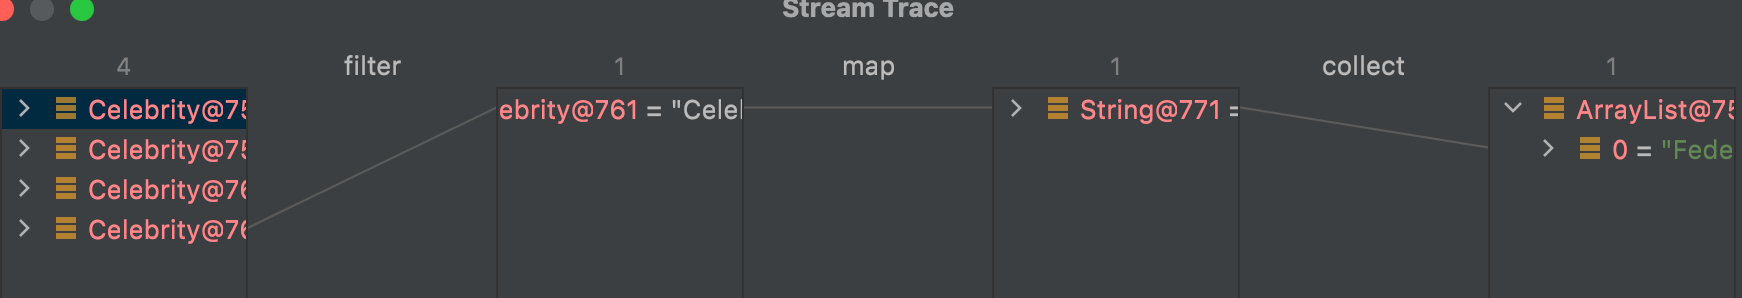 Stream Trace
4 filter 1 map 1 collect 1
Celebrity@75 ebrity@761 = "Cele String@771 = ArrayList@75
Celebrity@75 0 = "Fede
Celebrity@76
Celebrity@76